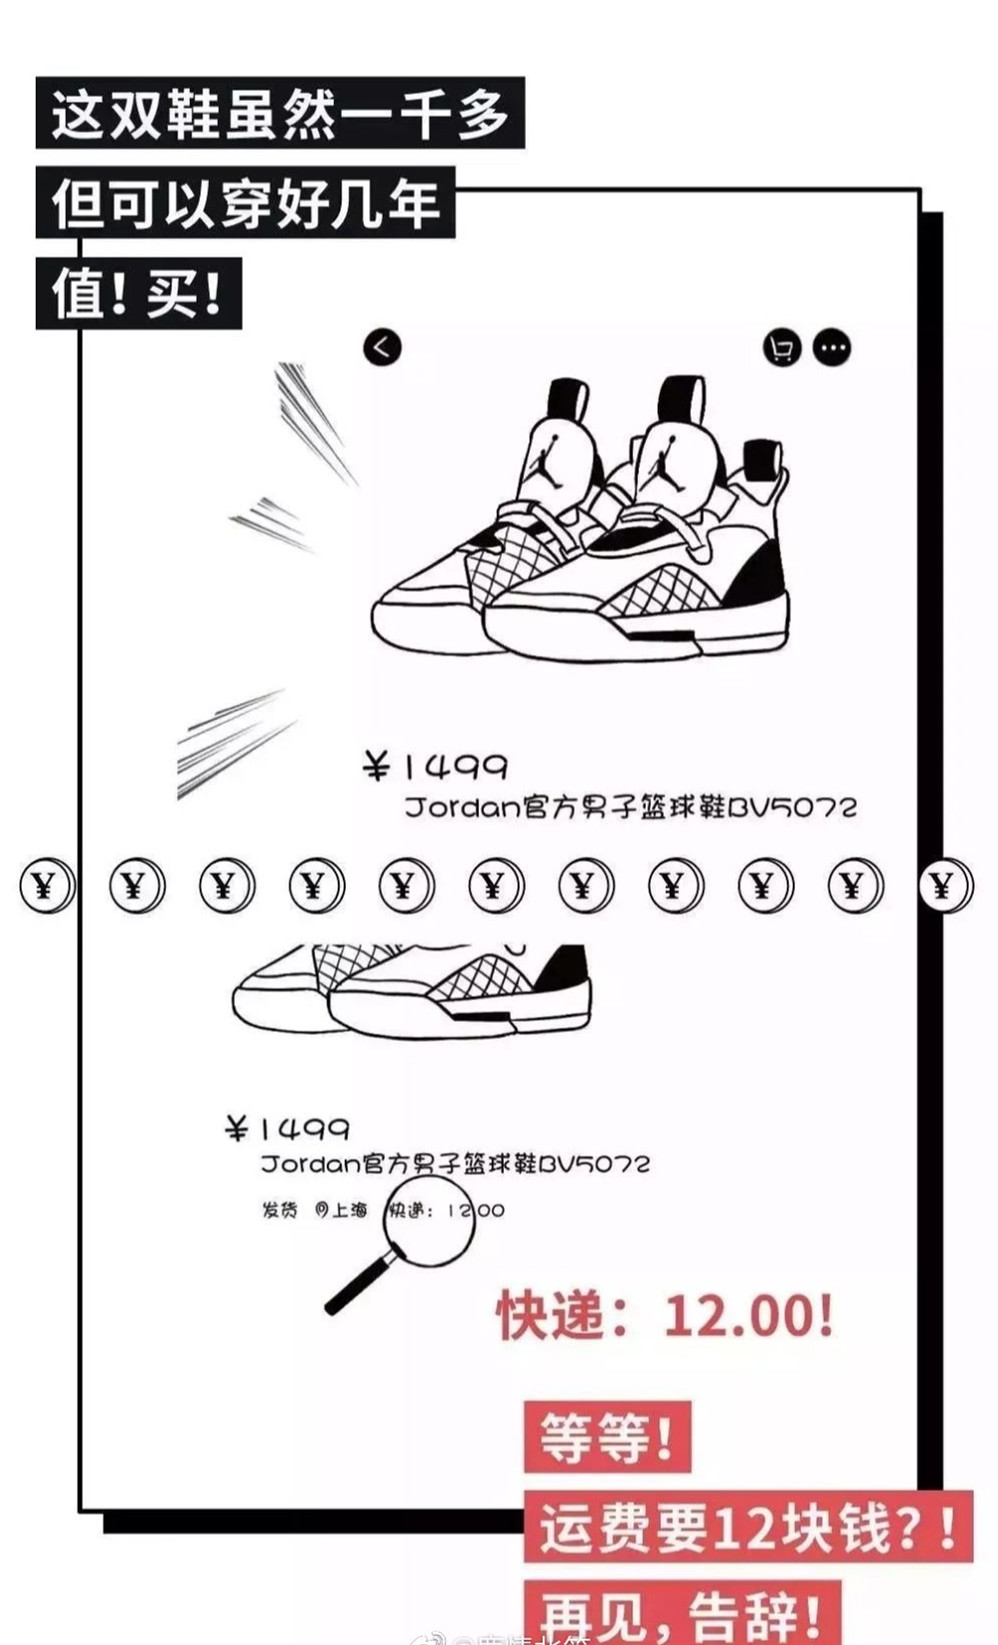 这双鞋虽然一千多
但可以穿好几年
值！买！
¥1499
Jordan官方男子篮球鞋BV5072
¥ ¥ ¥ ¥ ¥ ¥ ¥ ¥ ¥ ¥ ¥
¥1499
Jordan官方男子篮球鞋BV5072
发货 上海 快递：12.00
快递：12.00!
等等！
运费要12块钱？！
再见，告辞！